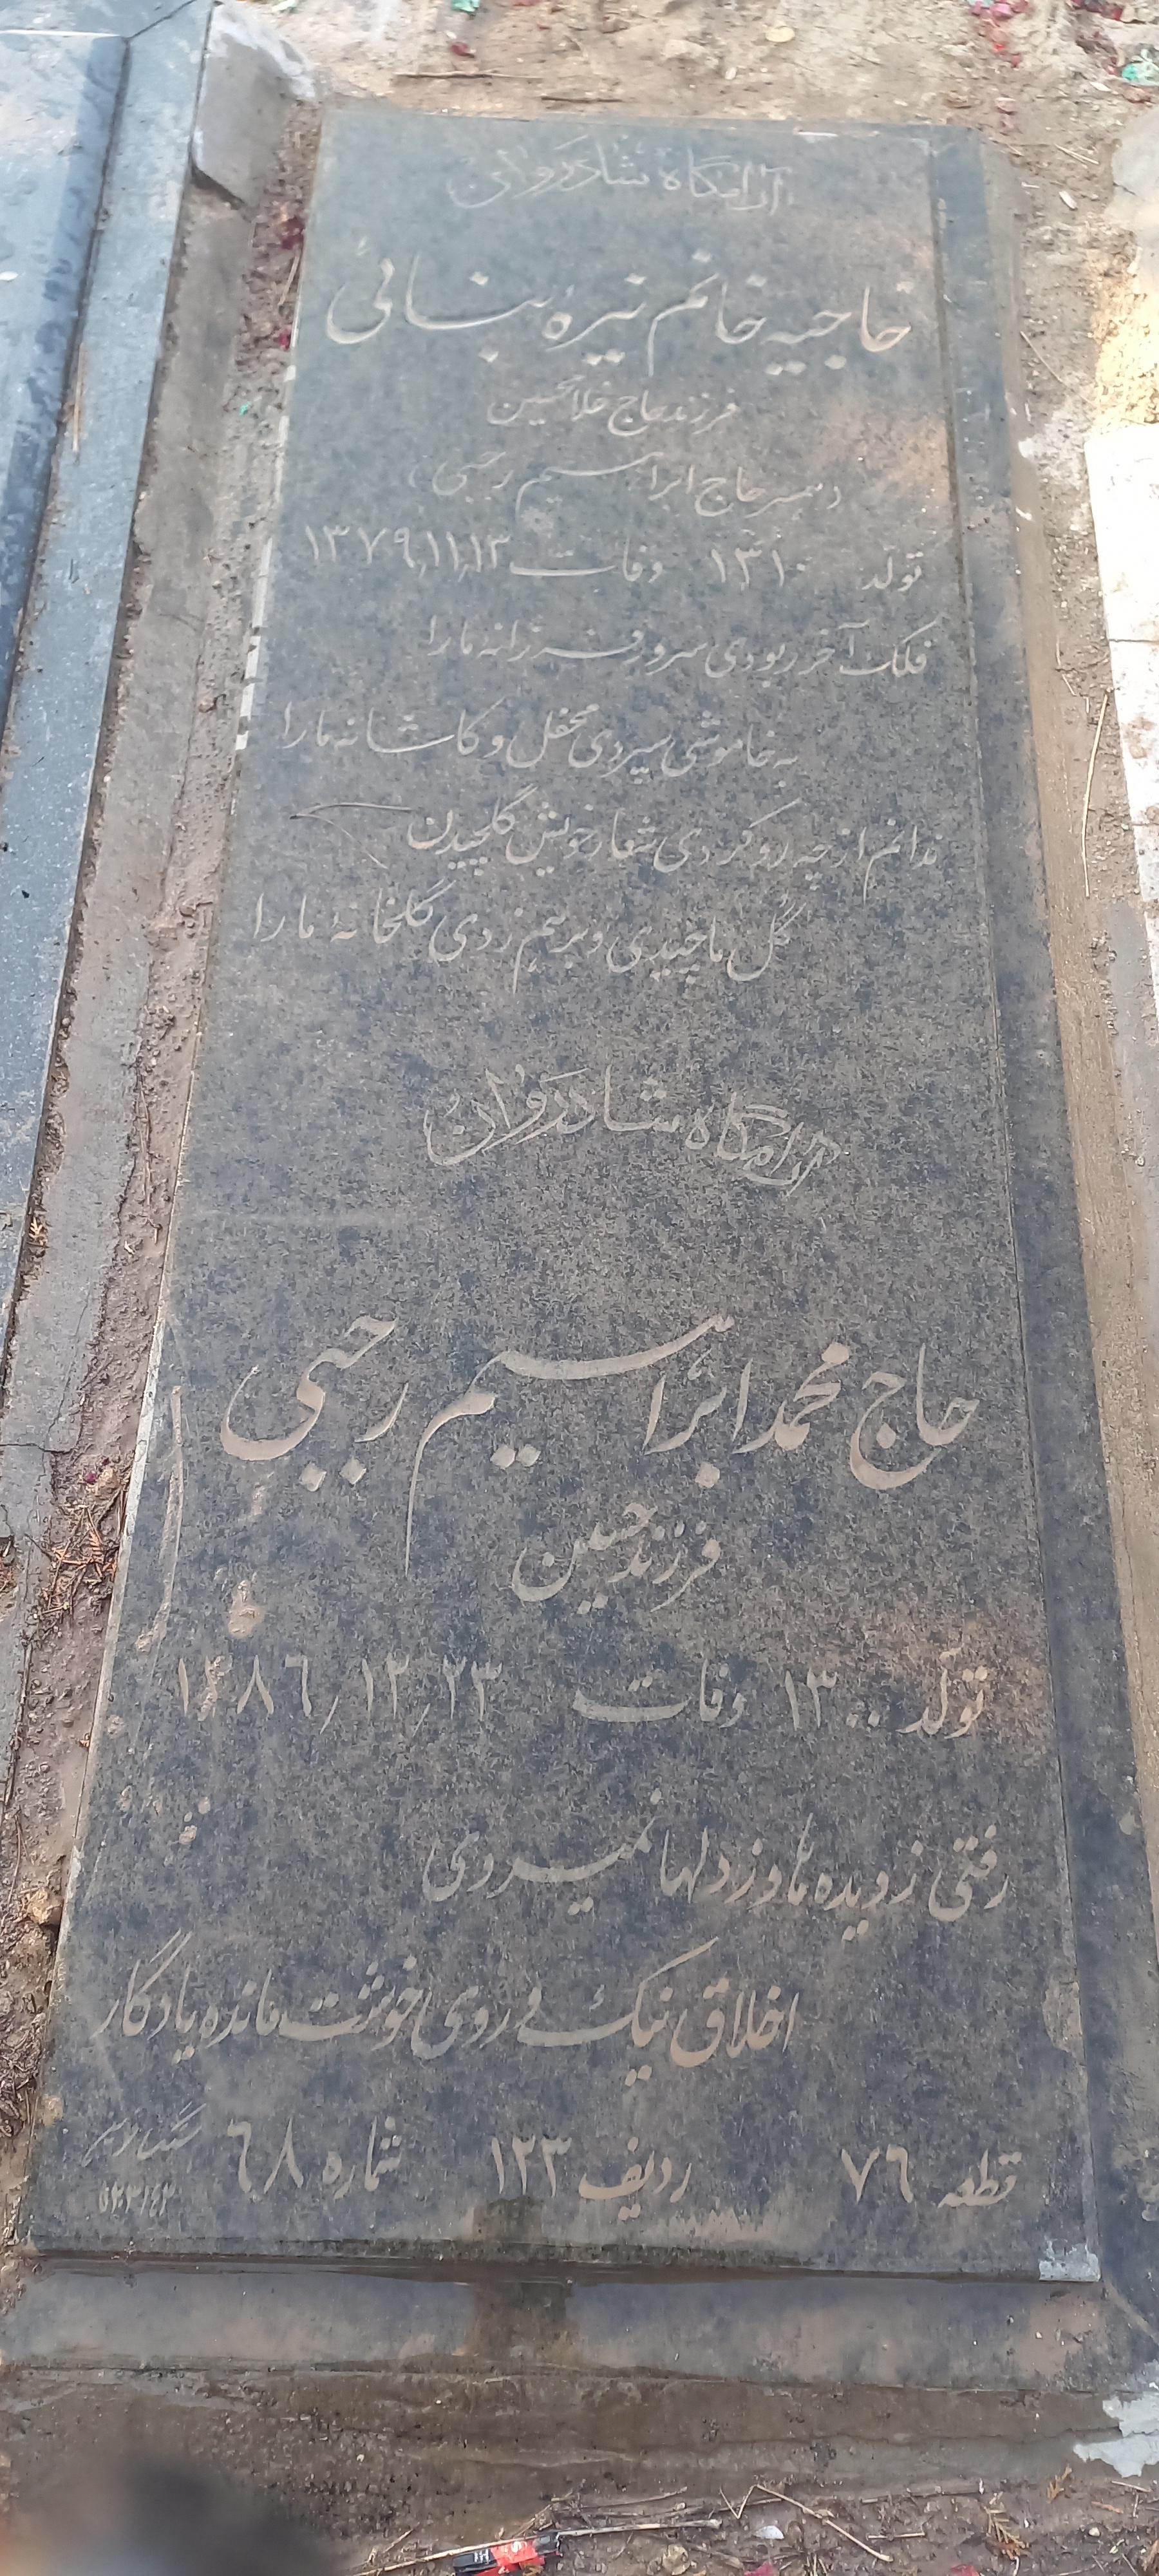 آرامگاه شادروان
حاجیه خانم نیره بنائی
فرزند حاج غلامحسین
همسر حاج ابراهیم رجبی
تولد ۱۳۱۰ وفات ۱۳۷۹٫۱۱٫۱۳
فلک آخر ربودی سرو فرزانه ما را
به خاموشی سپردی محفل و کاشانه ما را
ندانم از چه رو کردی شعار خویش گلچیدن
گل ما چیدی و برهم زدی گلخانهٔ ما را
آرامگاه شادروان
حاج محمد ابراهیم رجبی
فرزند حسین
تولد ۱۳۰۰ وفات ۱۳۸۶/۱۲٫۲۳
رفتی ز دیده ها و ز دلها نمیروی
اخلاق نیک و روی خوشت مانده یادگار
قطعه ۷۶ ردیف ۱۲۳ شماره ۶۸